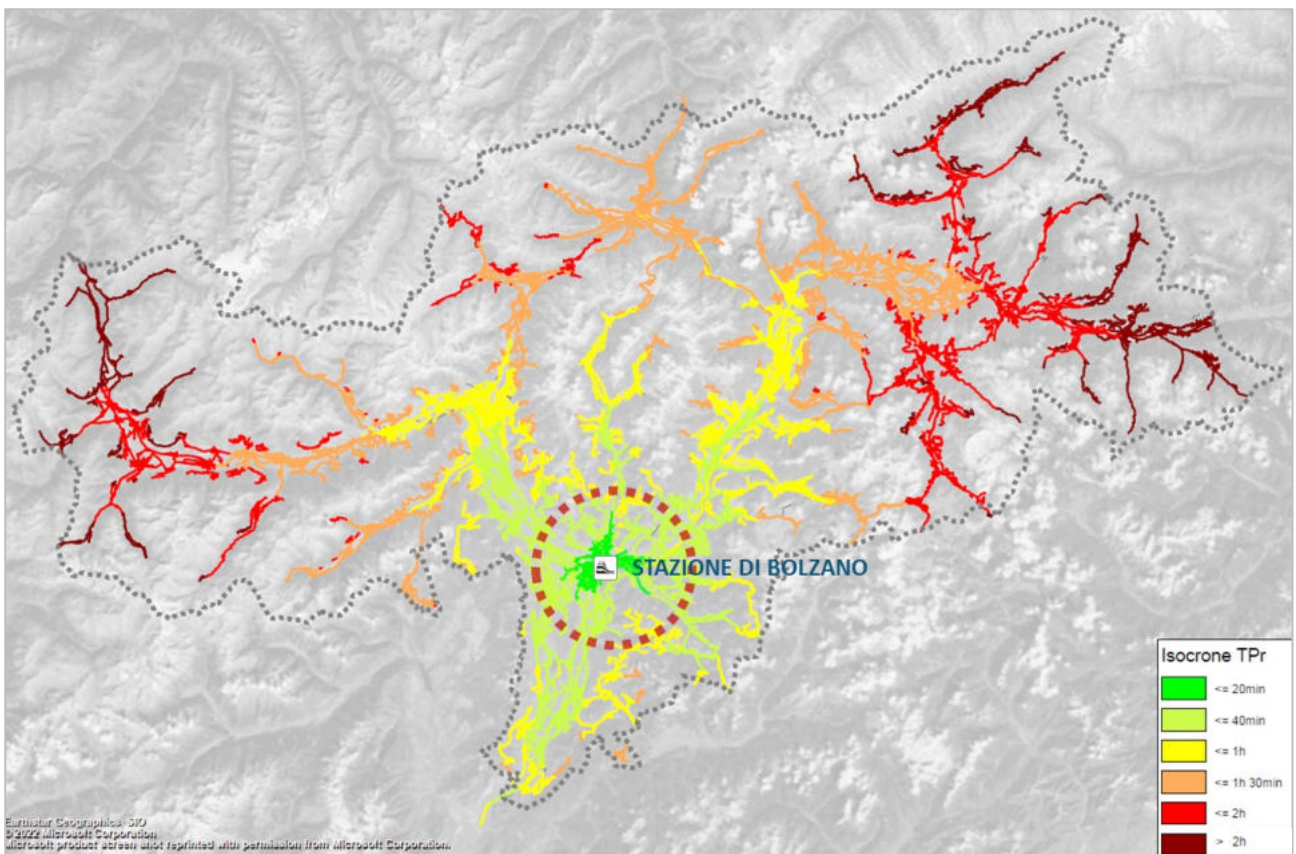 STAZIONE DI BOLZANO
Isocrone TPr
<= 20min
<= 40min
<= 1h
<= 1h 30min
<= 2h
> 2h
Earthstar Geographics SIO
© 2022 Microsoft Corporation
Microsoft product screen shot reprinted with permission from Microsoft Corporation.